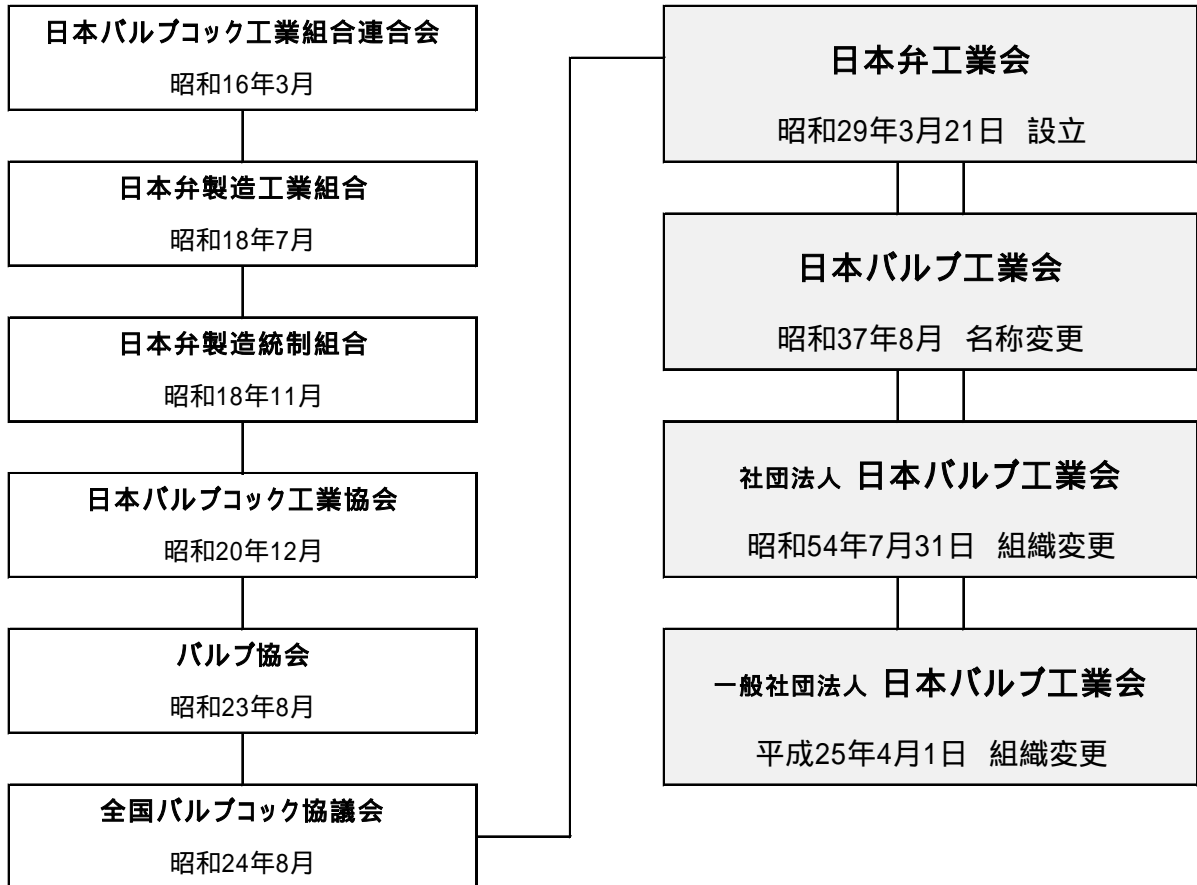 日本バルブコック工業組合連合会
昭和16年3月
日本弁製造工業組合
昭和18年7月
日本弁製造統制組合
昭和18年11月
日本バルブコック工業協会
昭和20年12月
バルブ協会
昭和23年8月
全国バルブコック協議会
昭和24年8月
日本弁工業会
昭和29年3月21日 設立
日本バルブ工業会
昭和37年8月 名称変更
社団法人 日本バルブ工業会
昭和54年7月31日 組織変更
一般社団法人 日本バルブ工業会
平成25年4月1日 組織変更